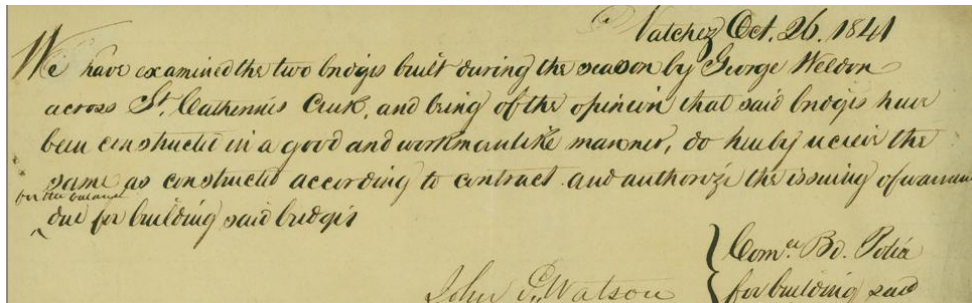 Natchez Oct. 26. 1841
We have examined the two bridges built during the season by George Weldon
across St. Catherines Creek, and being of the opinion that said bridges have
been constructed in a good and workmanlike manner, do hereby receive the
same as constructed according to contract and authorize the issuing of
for the balance
due for building said bridges
Bd. Police
John Watson
for building said